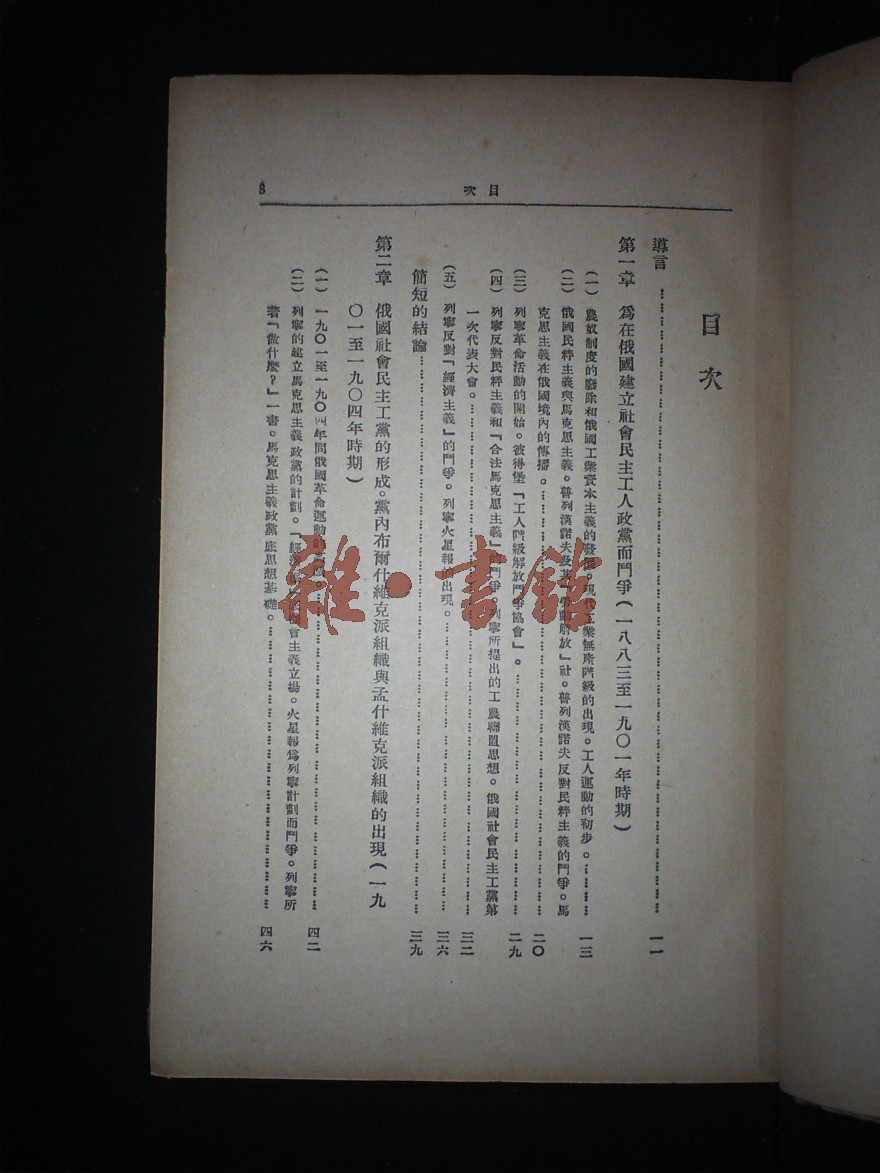 目次
8
目次
導言……………………………………一一
第一章 爲在俄國建立社會民主工人政黨而鬥爭（一八八三至一九〇一年時期）
（一）農奴制度的廢除和俄國工業資本主義的發展。現代工業無產階級的出現。工人運動的初步。…………一三
（二）俄國民粹主義與馬克思主義。普列漢諾夫及其「勞動解放」社。普列漢諾夫反對民粹主義的鬥爭。馬
克思主義在俄國境內的傳播。……………………………………二〇
（三）列寧革命活動的開始。彼得堡「工人階級解放鬥爭協會」。……………………………………二九
（四）列寧反對民粹主義和「合法馬克思主義」的鬥爭。列寧所提出的工農聯盟思想。俄國社會民主工黨第
一次代表大會。……………………………………三二
（五）列寧反對「經濟主義」的鬥爭。列寧火星報的出現。……………………………………三六
簡短的結論……………………………………三九
第二章 俄國社會民主工黨的形成。黨內布爾什維克派組織與孟什維克派組織的出現（一九
〇一至一九〇四年時期）
（一）一九〇一至一九〇四年間俄國革命運動的……………………………………四二
（二）列寧的建立馬克思主義政黨的計劃。「經濟會主義立場。火星報爲列寧計劃而鬥爭。列寧所
著「做什麼？」一書。馬克思主義政黨底思想基礎。……………………………………四六
雜·書館